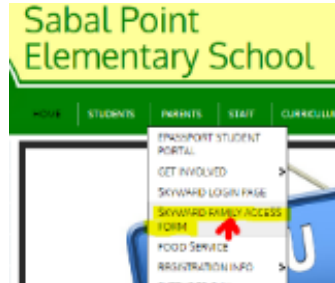 Sabal Point
Elementary School
HOME STUDENTS PARENTS STAFF CURRICULUM
EPASSPORT STUDENT
PORTAL
GET INVOLVED >
SKYWARD LOGIN PAGE
SKYWARD FAMILY ACCESS
FORM
FOOD SERVICE
REGISTRATION INFO >
U